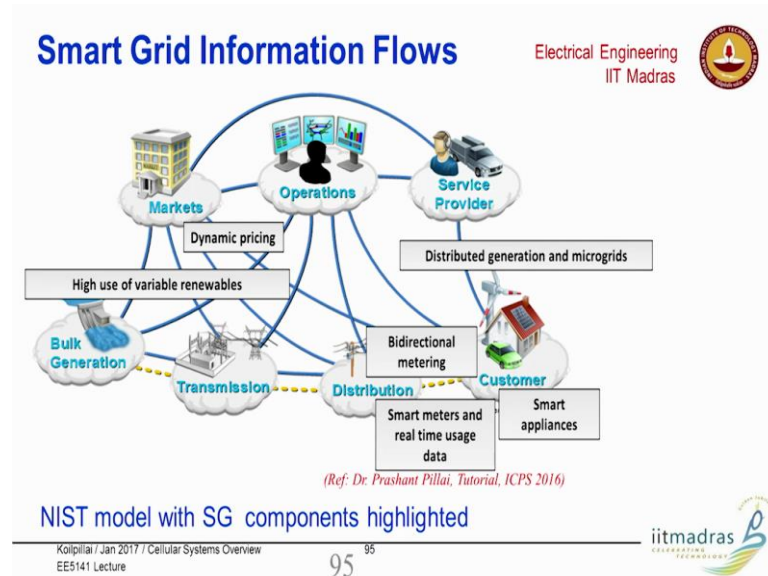 Smart Grid Information Flows
Electrical Engineering
IIT Madras
Markets
Operations
Service
Provider
Dynamic pricing
Distributed generation and microgrids
High use of variable renewables
Bulk
Generation
Transmission
Distribution
Bidirectional
metering
Customer
Smart meters and
real time usage
data
Smart
appliances
(Ref: Dr. Prashant Pillai, Tutorial, ICPS 2016)
NIST model with SG components highlighted
Koilpillai / Jan 2017 / Cellular Systems Overview
95
EE5141 Lecture
95
iitmadras
CELEBRATING
TECHNOLOGY